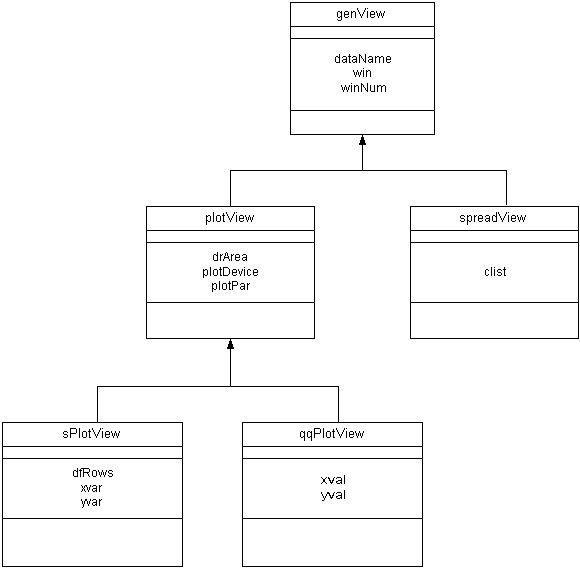 genView
dataName
win
winNum
plotView
drArea
plotDevice
plotPar
spreadView
clist
sPlotView
dfRows
xvar
yvar
qqPlotView
xval
yval